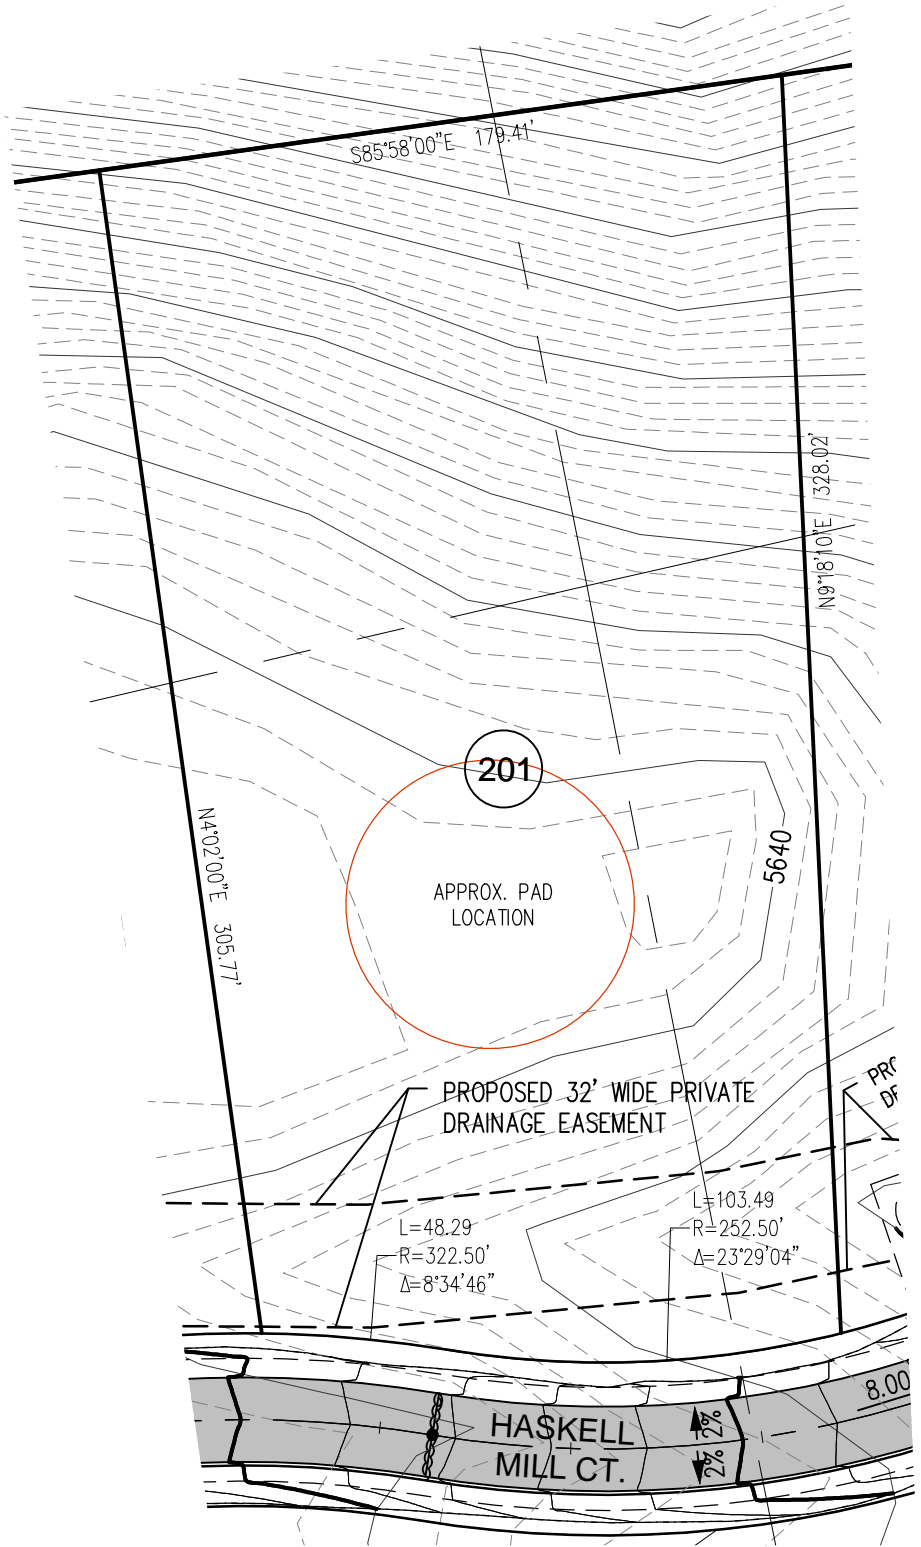 S85°58'00"E 179.41'
N9°18'10"E 328.02'
201
5640
N4°02'00"E 305.77'
APPROX. PAD
LOCATION
PROPOSED 32' WIDE PRIVATE
DRAINAGE EASEMENT
L=48.29
R=322.50'
Δ=8°34'46"
L=103.49
R=252.50'
Δ=23°29'04"
8.00
HASKELL
MILL CT.
2% 2%